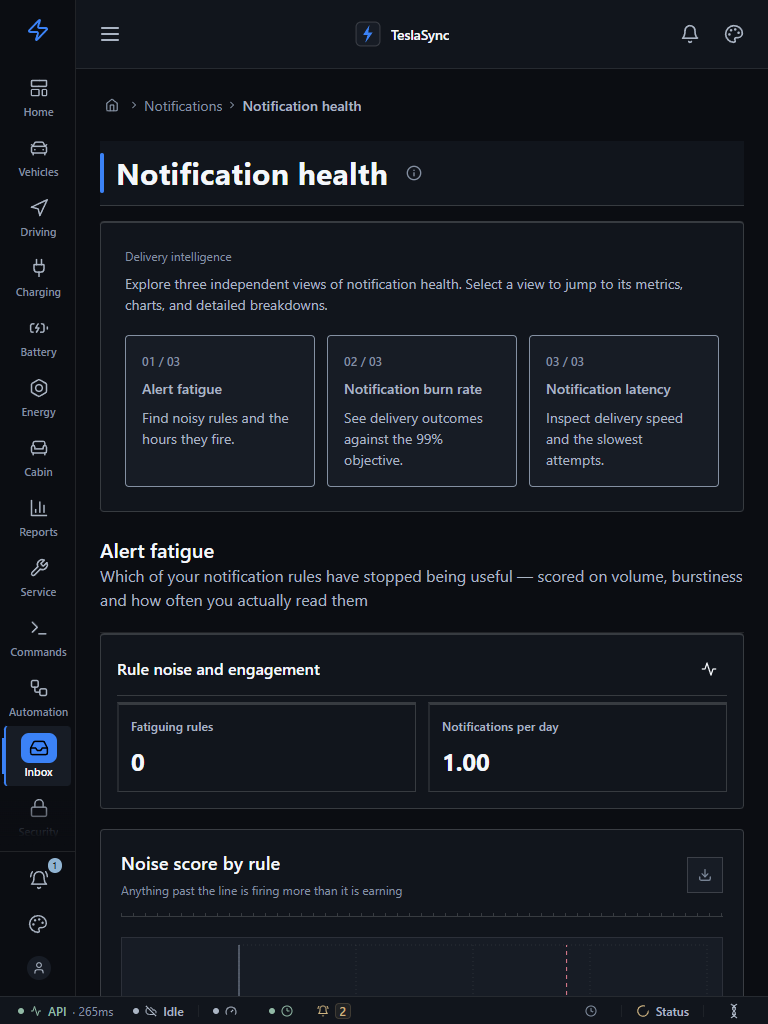 TeslaSync
Home
Vehicles
Driving
Charging
Battery
Energy
Cabin
Reports
Service
Commands
Automation
Inbox
Security
1
Notifications
Notification health
Notification health
Delivery intelligence
Explore three independent views of notification health. Select a view to jump to its metrics,
charts, and detailed breakdowns.
01 / 03
Alert fatigue
Find noisy rules and the
hours they fire.
02 / 03
Notification burn rate
See delivery outcomes
against the 99%
objective.
03 / 03
Notification latency
Inspect delivery speed
and the slowest
attempts.
Alert fatigue
Which of your notification rules have stopped being useful — scored on volume, burstiness
and how often you actually read them
Rule noise and engagement
Fatiguing rules
0
Notifications per day
1.00
Noise score by rule
Anything past the line is firing more than it is earning
API · 265ms
Idle
2
Status